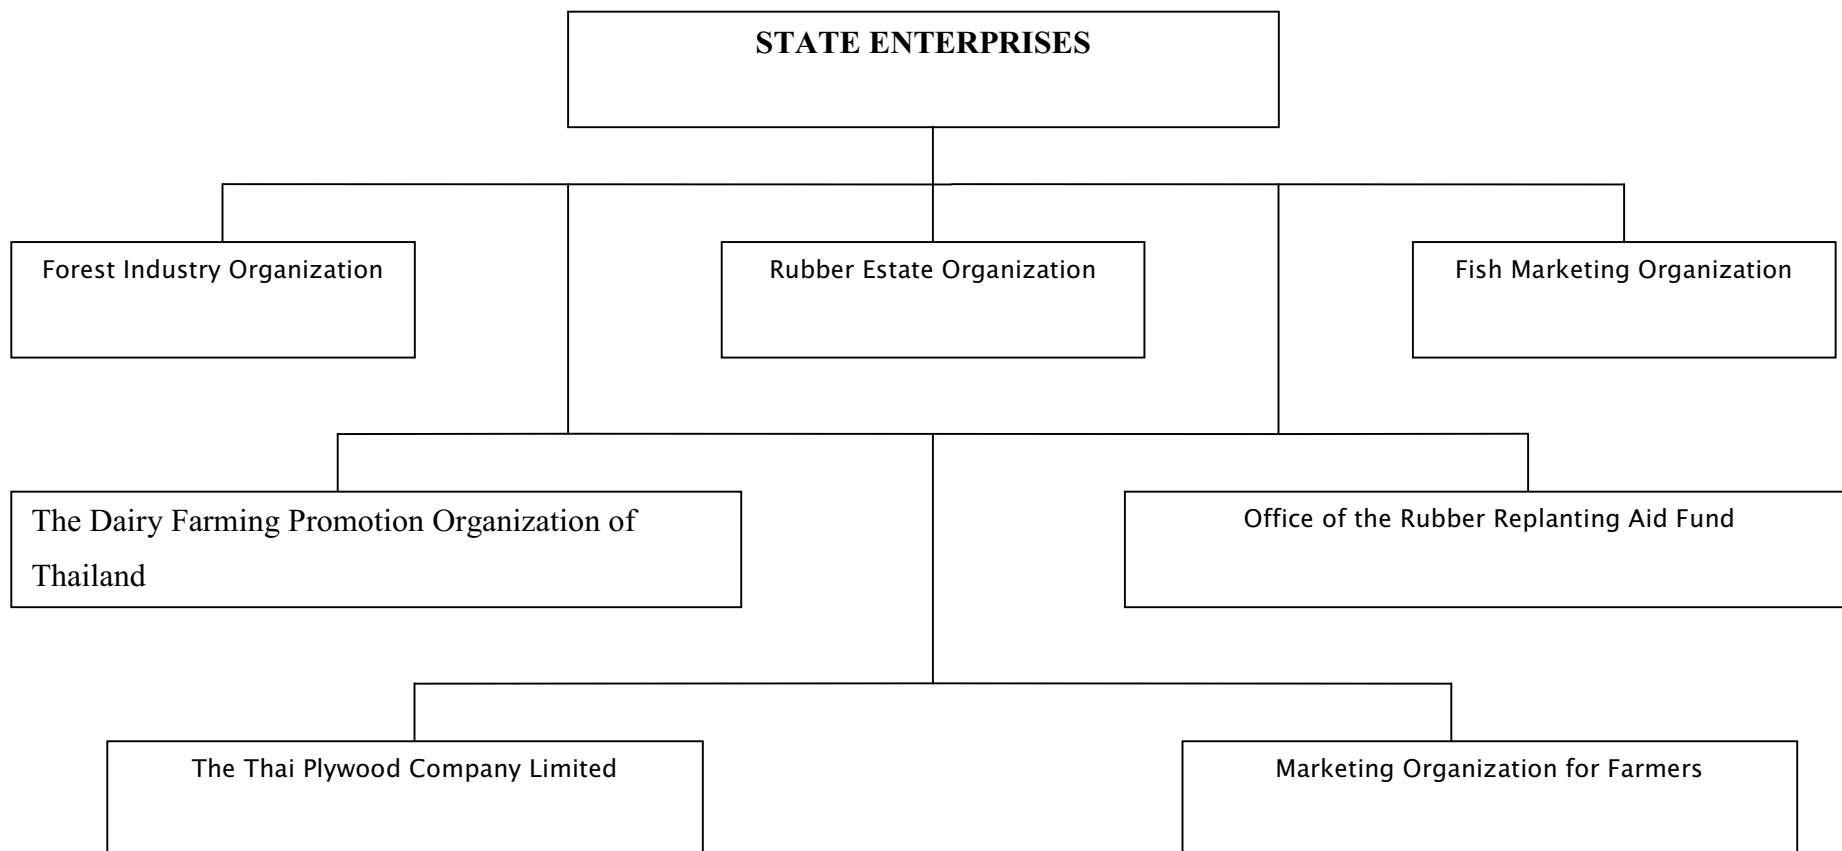 STATE ENTERPRISES
Forest Industry Organization
Rubber Estate Organization
Fish Marketing Organization
The Dairy Farming Promotion Organization of
Thailand
Office of the Rubber Replanting Aid Fund
The Thai Plywood Company Limited
Marketing Organization for Farmers